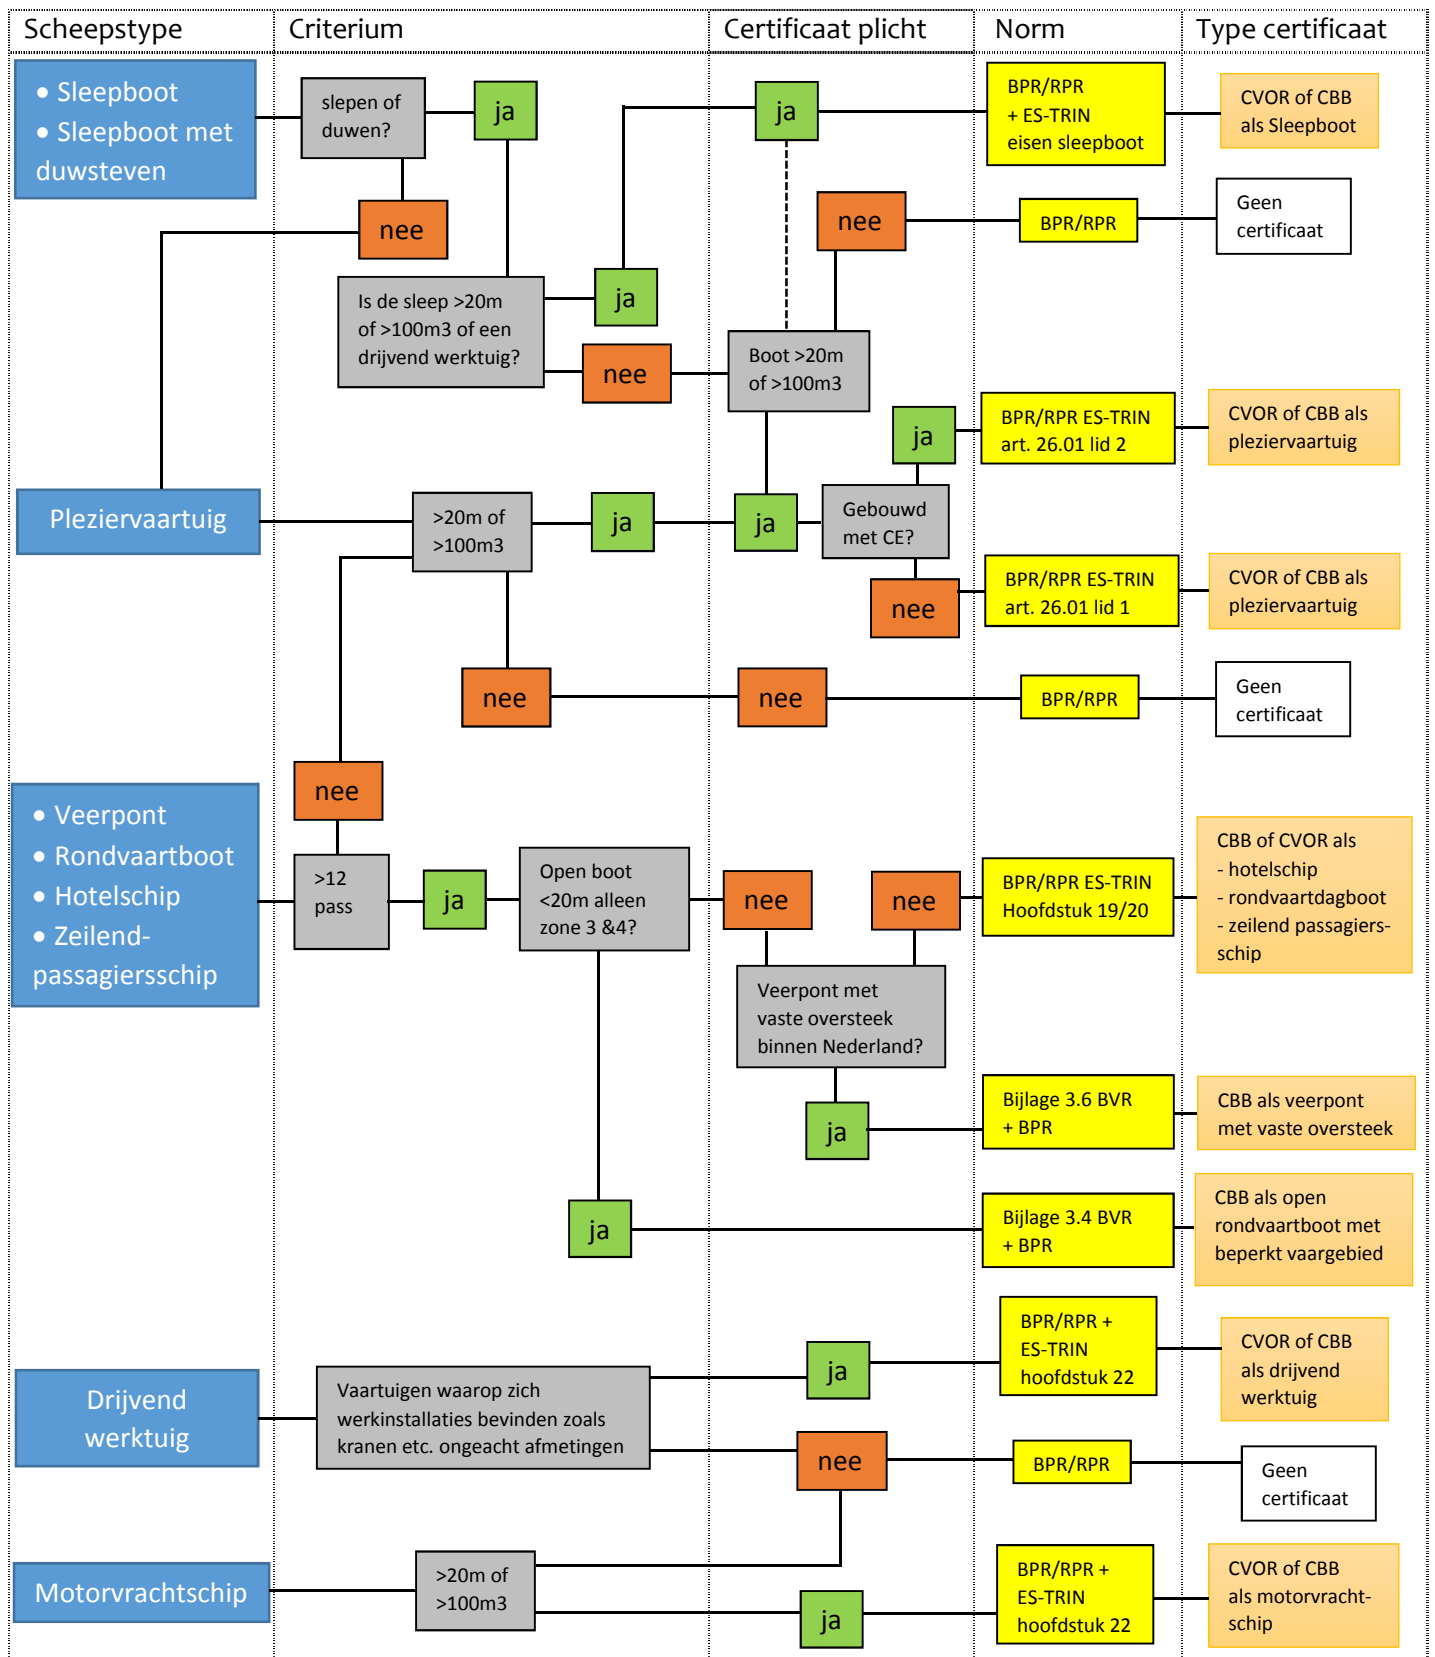 Scheepstype
Criterium
Certificaat plicht
Norm
Type certificaat
• Sleepboot
• Sleepboot met
duwsteven
slepen of
duwen?
ja
ja
BPR/RPR
+ ES-TRIN
eisen sleepboot
CVOR of CBB
als Sleepboot
nee
nee
BPR/RPR
Geen
certificaat
Is de sleep >20m
of >100m3 of een
drijvend werktuig?
ja
nee
Boot >20m
of >100m3
ja
BPR/RPR ES-TRIN
art. 26.01 lid 2
CVOR of CBB als
pleziervaartuig
Pleziervaartuig
>20m of
>100m3
ja
ja
Gebouwd
met CE?
nee
BPR/RPR ES-TRIN
art. 26.01 lid 1
CVOR of CBB als
pleziervaartuig
nee
nee
BPR/RPR
Geen
certificaat
nee
• Veerpont
• Rondvaartboot
• Hotelschip
• Zeilend-
passagiersschip
>12
pass
ja
Open boot
<20m alleen
zone 3 &4?
nee
nee
BPR/RPR ES-TRIN
Hoofdstuk 19/20
CBB of CVOR als
- hotelschip
- rondvaartdagboot
- zeilend passagiers-
schip
Veerpont met
vaste oversteek
binnen Nederland?
ja
Bijlage 3.6 BVR
+ BPR
CBB als veerpont
met vaste oversteek
ja
Bijlage 3.4 BVR
+ BPR
CBB als open
rondvaartboot met
beperkt vaargebied
Drijvend
werktuig
Vaartuigen waarop zich
werkinstallaties bevinden zoals
kranen etc. ongeacht afmetingen
ja
BPR/RPR +
ES-TRIN
hoofdstuk 22
CVOR of CBB
als drijvend
werktuig
nee
BPR/RPR
Geen
certificaat
Motorvrachtschip
>20m of
>100m3
ja
BPR/RPR +
ES-TRIN
hoofdstuk 22
CVOR of CBB
als motorvracht-
schip